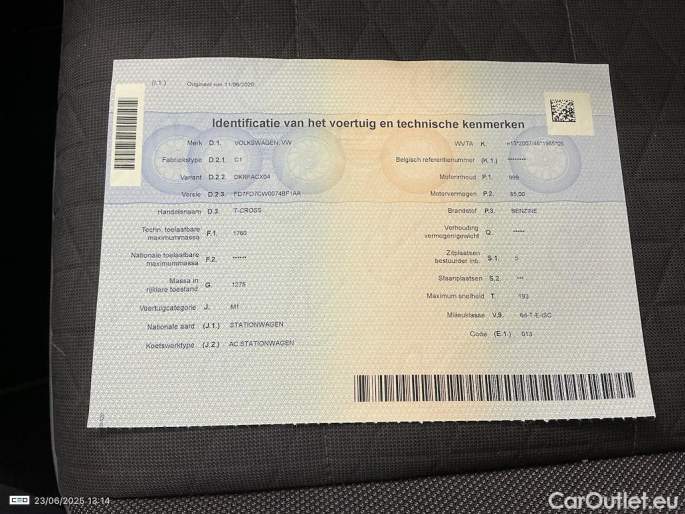 (I.1.) Origineel van 11/06/2020
Identificatie van het voertuig en technische kenmerken
Merk D.1. VOLKSWAGEN, VW
Fabriekstype D.2.1. C1
Variant D.2.2. DKRFACX04
Versie D.2.3. FD7FD7CW0074BF1AA
Handelsnaam D.3. T-CROSS
Techn. toelaatbare
maximummassa F.1. 1760
Nationale toelaatbare
maximummassa F.2. ******
Massa in
rijklare toestand G. 1275
Voertuigcategorie J. M1
Nationale aard (J.1.) STATIONWAGEN
Koetswerktype (J.2.) AC STATIONWAGEN
WVTA K.
Belgisch referentienummer (K.1.) ********
Motorinhoud P.1. 999
Motorvermogen P.2. 85,00
Brandstof P.3. BENZINE
Verhouding
vermogen/gewicht Q. *****
Zitplaatsen
bestuurder inb. S.1. 5
Staanplaatsen S.2. ***
Maximum snelheid T. 193
Milieuklasse V.9.
Code (E.1.) 013
23/06/2025 13:14
CarOutlet.eu